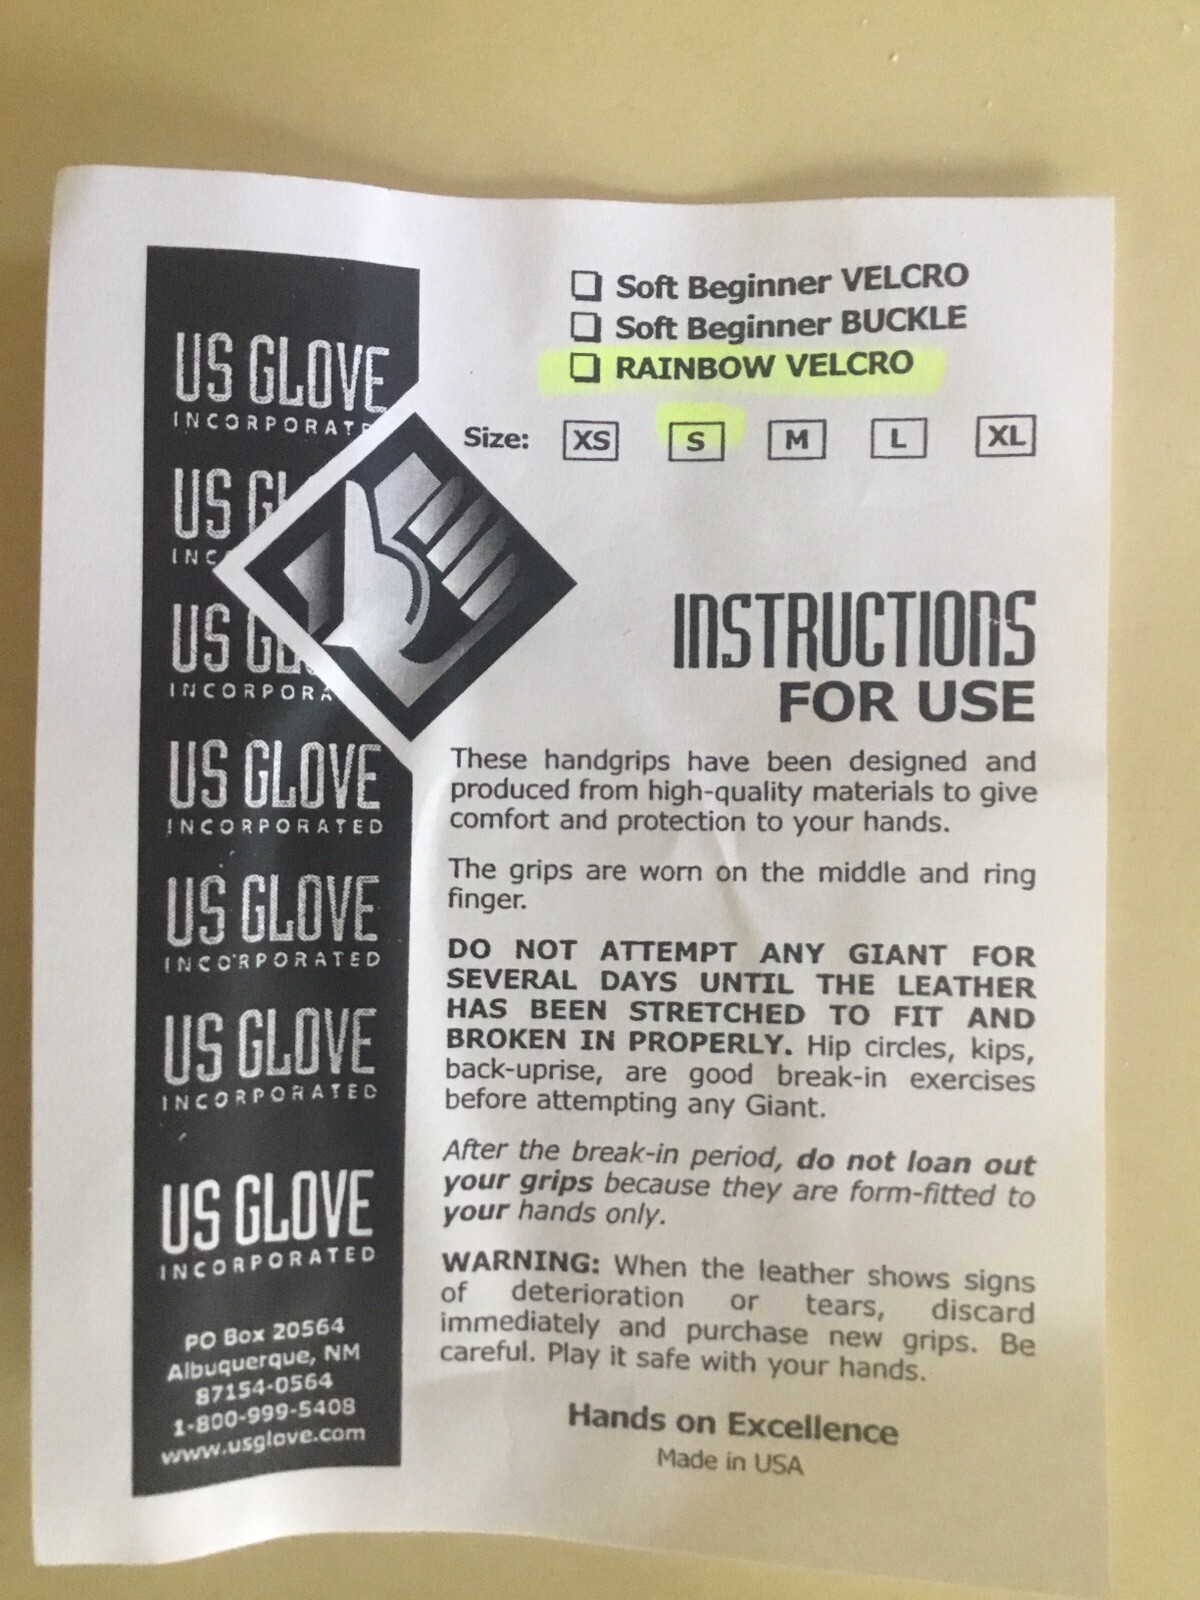 US GLOVE
INCORPORAT
US GL
INC
US GL
INCORPORA
US GLOVE
INCORPORATED
US GLOVE
INCORPORATED
US GLOVE
INCORPORATED
US GLOVE
INCORPORATED
PO Box 20564
Albuquerque, NM
87154-0564
1-800-999-5408
www.usglove.com
Soft Beginner VELCRO
Soft Beginner BUCKLE
RAINBOW VELCRO
Size: XS S M L XL
INSTRUCTIONS
FOR USE
These handgrips have been designed and
produced from high-quality materials to give
comfort and protection to your hands.
The grips are worn on the middle and ring
finger.
DO NOT ATTEMPT ANY GIANT FOR
SEVERAL DAYS UNTIL THE LEATHER
HAS BEEN STRETCHED TO FIT AND
BROKEN IN PROPERLY. Hip circles, kips,
back-uprise, are good break-in exercises
before attempting any Giant.
After the break-in period, do not loan out
your grips because they are form-fitted to
your hands only.
WARNING: When the leather shows signs
of deterioration or tears, discard
immediately and purchase new grips. Be
careful. Play it safe with your hands.
Hands on Excellence
Made in USA